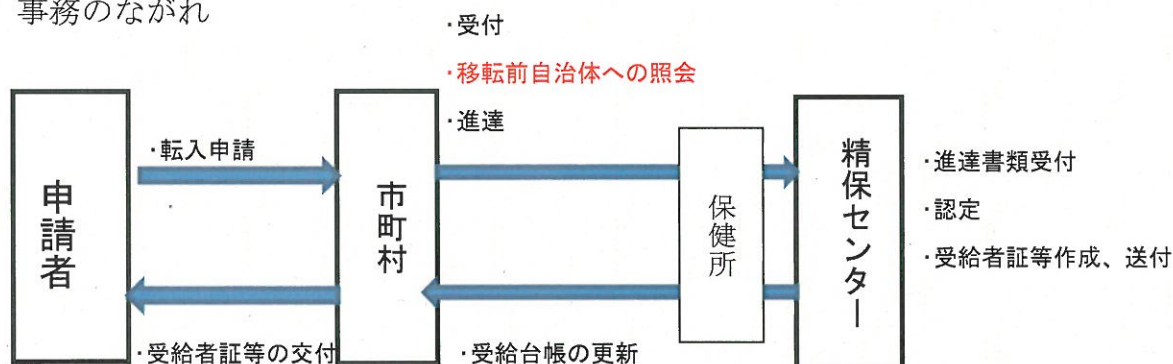 事務のながれ
・受付
・移転前自治体への照会
・進達
申請者
・転入申請
市町村
保健所
精保センター
・進達書類受付
・認定
・受給者証等作成、送付
・受給者証等の交付
・受給台帳の更新